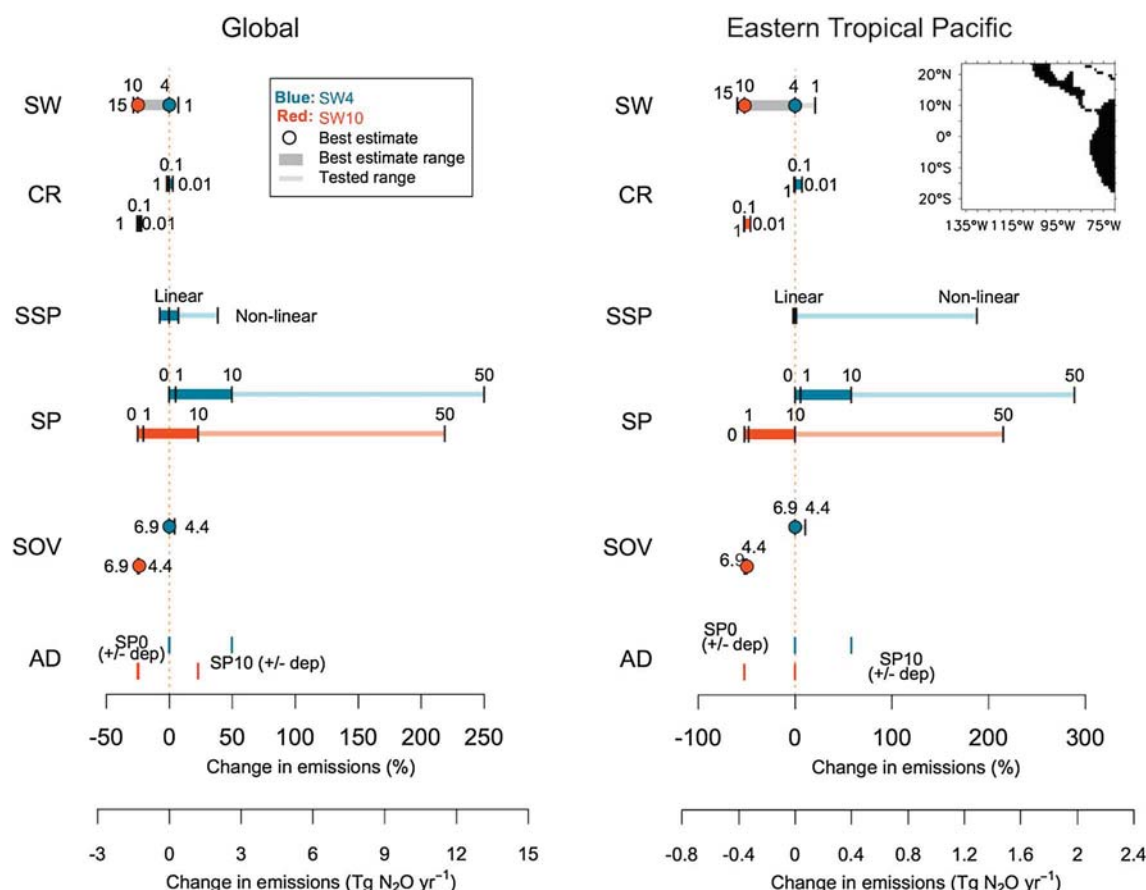 Global
Eastern Tropical Pacific
SW
10 4
15 1
Blue: SW4
Red: SW10
Best estimate
Best estimate range
Tested range
CR
0.1
1 0.01
0.1
1 0.01
SSP
Linear
Non-linear
SP
0 1 10 50
0 1 10 50
SOV
6.9 4.4
6.9 4.4
AD
SP0
(+/- dep)
SP10 (+/- dep)
-50 0 50 100 150 200 250
Change in emissions (%)
-3 0 3 6 9 12 15
Change in emissions (Tg N₂O yr⁻¹)
SW
10 4 1
15
20°N
10°N
0°
10°S
20°S
135°W 115°W 95°W 75°W
CR
0.1
1 0.01
0.1
1 0.01
SSP
Linear Non-linear
SP
0 1 10 50
1 10 50
0
SOV
6.9 4.4
4.4
6.9
AD
SP0
(+/- dep)
SP10
(+/- dep)
-100 0 100 200 300
Change in emissions (%)
-0.8 -0.4 0 0.4 0.8 1.2 1.6 2 2.4
Change in emissions (Tg N₂O yr⁻¹)